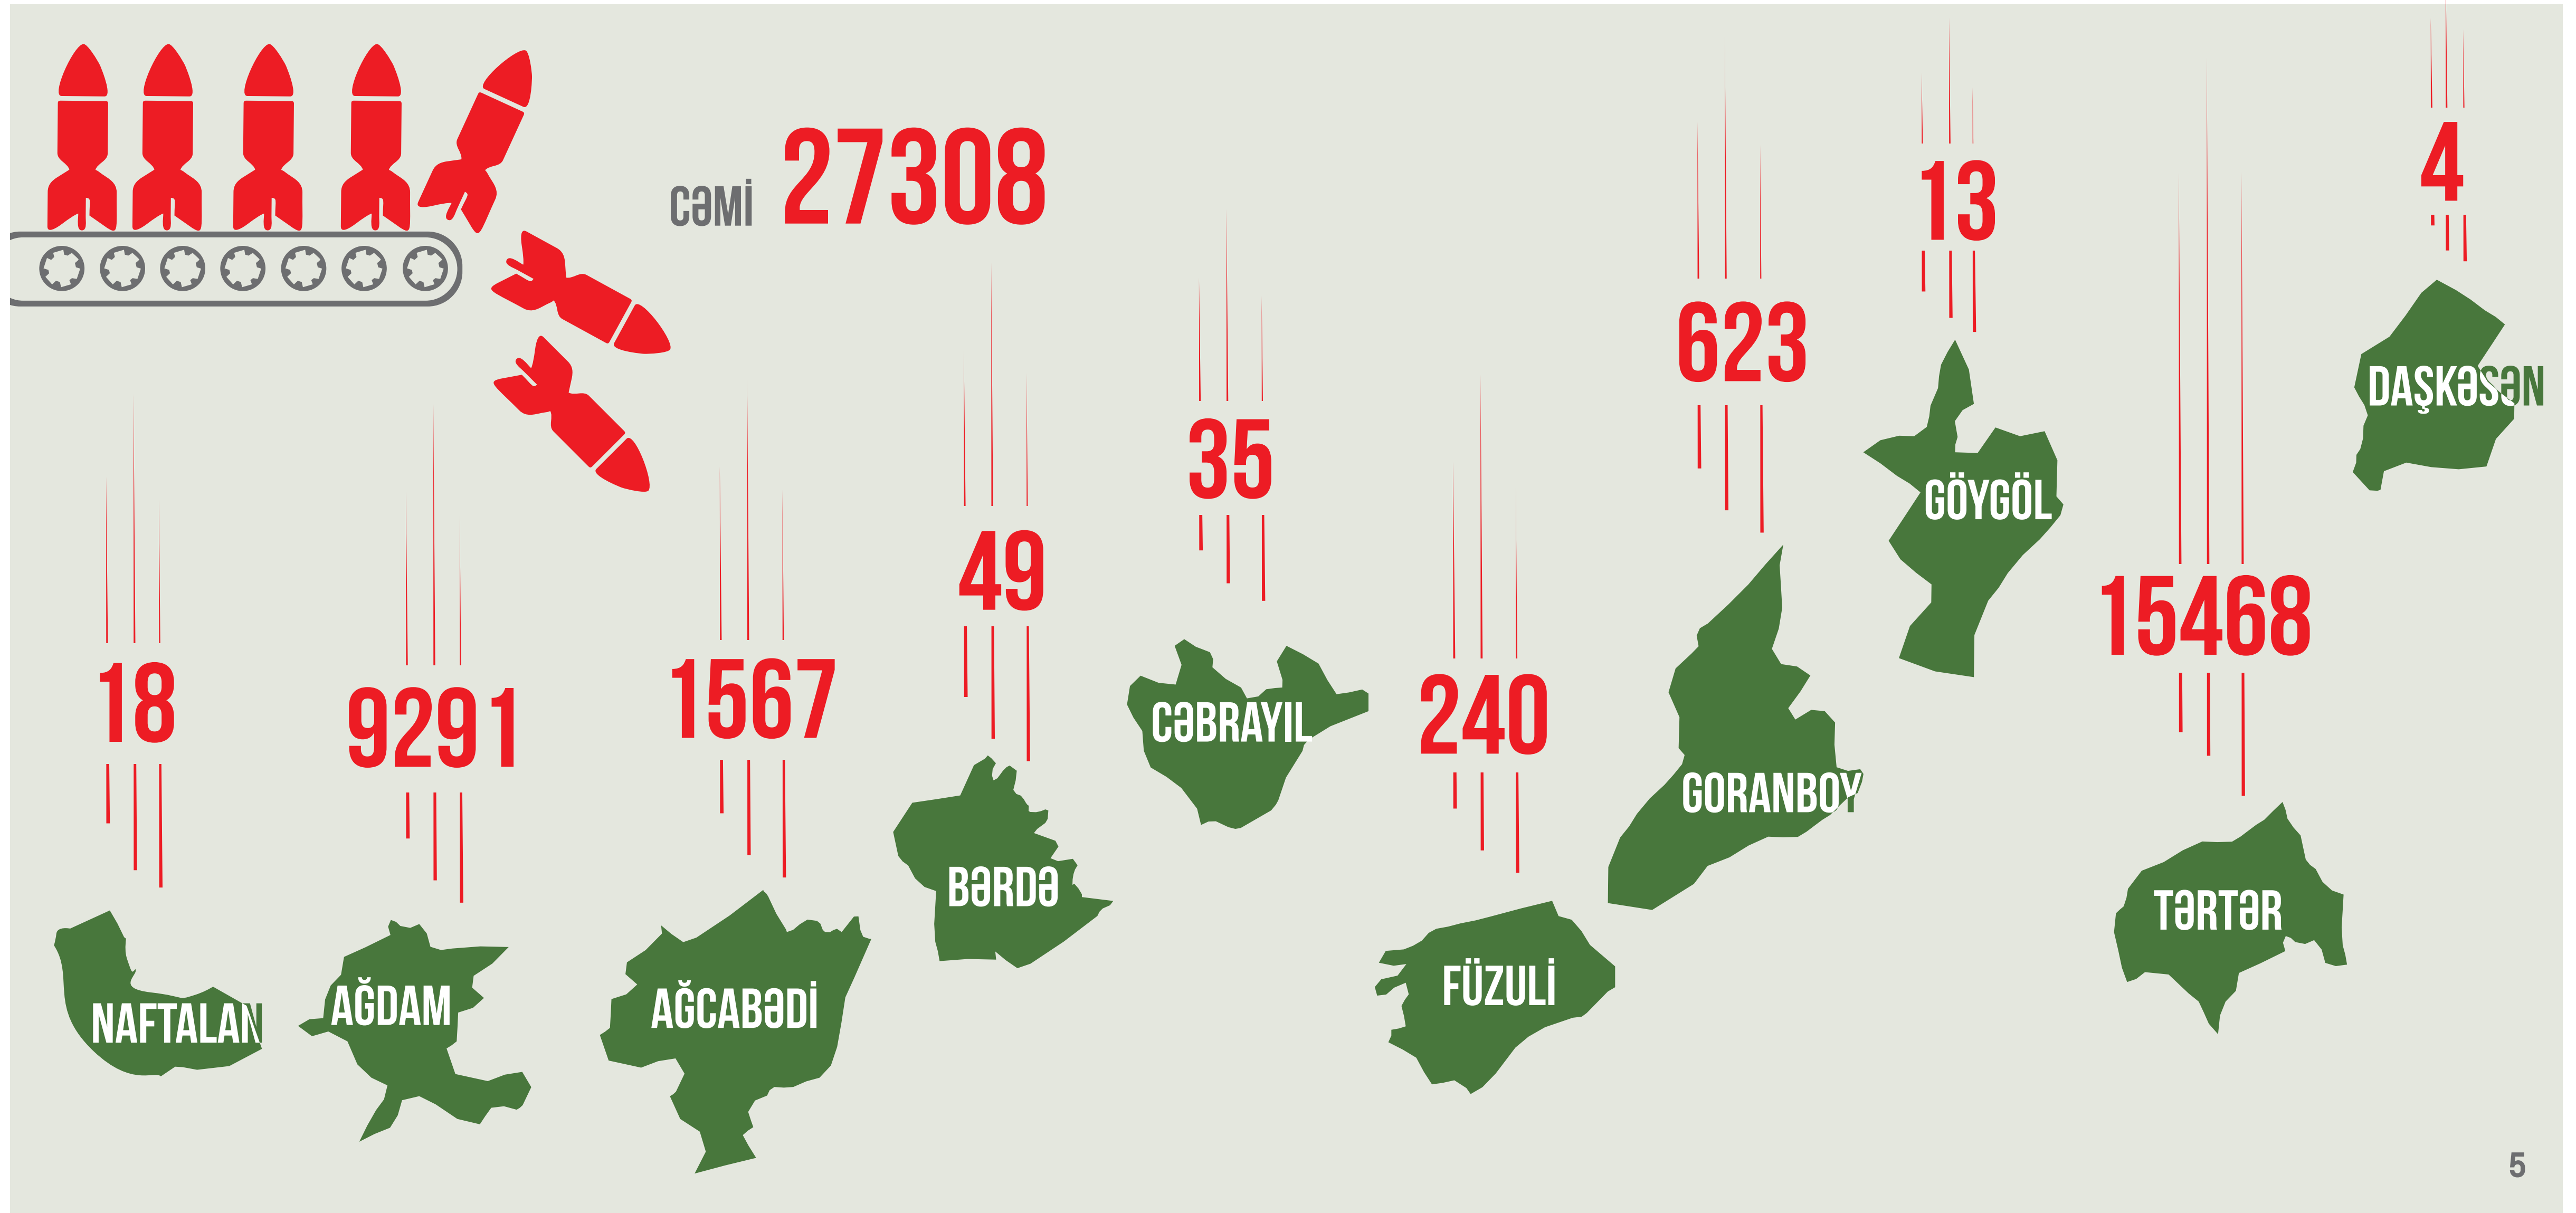 CƏMİ 27308
18
NAFTALAN
9291
AĞDAM
1567
AĞCABƏDİ
49
BƏRDƏ
35
CƏBRAYIL
240
FÜZULİ
623
GORANBOY
13
GÖYGÖL
15468
TƏRTƏR
4
DAŞKƏSƏN
5